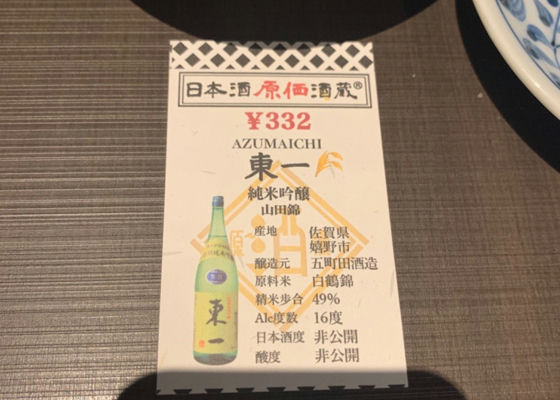 日本酒原価酒蔵®
¥332
AZUMAICHI
東一
純米吟醸
山田錦
産地 佐賀県
嬉野市
醸造元 五町田酒造
原料米 白鶴錦
精米歩合 49%
Alc度数 16度
日本酒度 非公開
酸度 非公開
東一